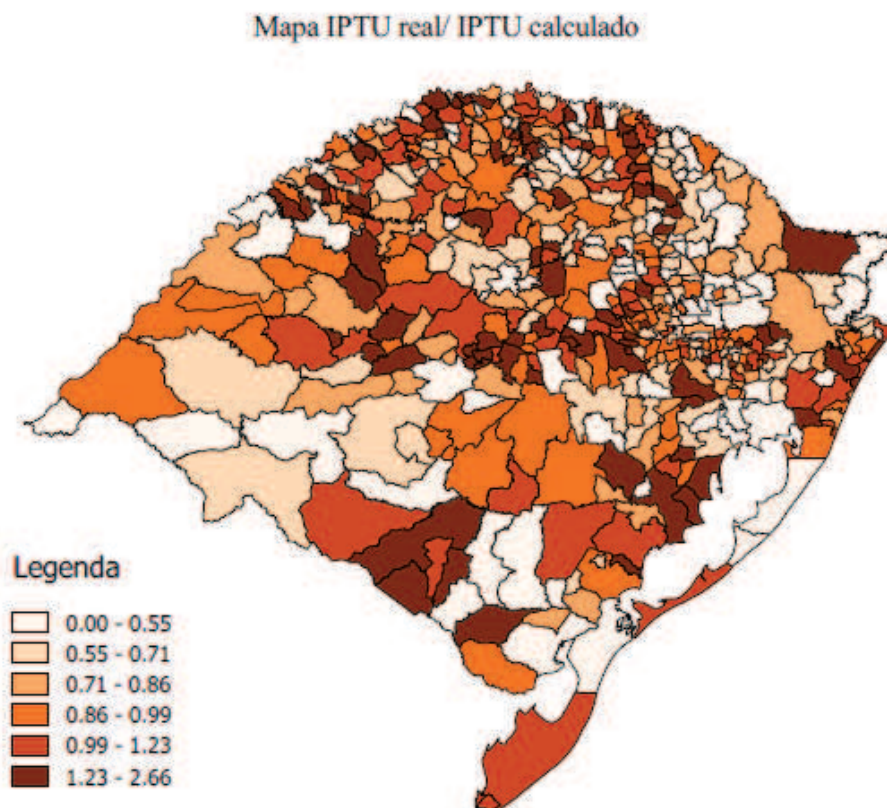 Mapa IPTU real/ IPTU calculado
Legenda
0.00 - 0.55
0.55 - 0.71
0.71 - 0.86
0.86 - 0.99
0.99 - 1.23
1.23 - 2.66